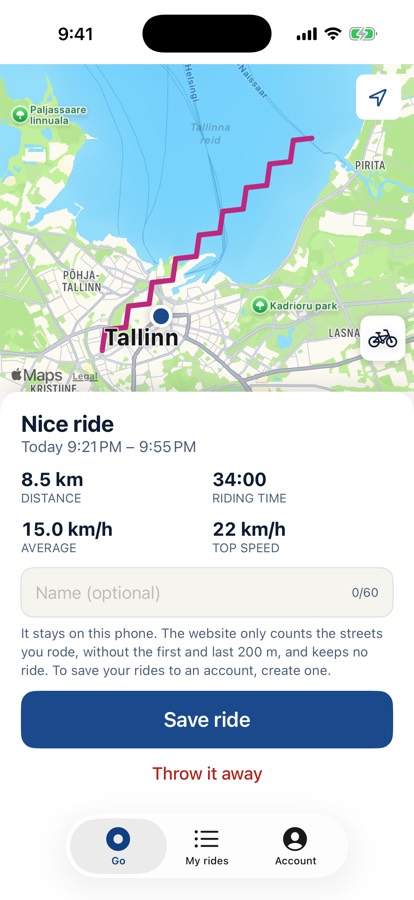 9:41
Paljassaare
linnuala
Helsingi
Naissaar
Tallinna
reid
PIRITA
PÕHJA-
TALLINN
Kadrioru park
Tallinn
LASNA
Maps Legal
KRISTIINE
Nice ride
Today 9:21 PM – 9:55 PM
8.5 km
DISTANCE
34:00
RIDING TIME
15.0 km/h
AVERAGE
22 km/h
TOP SPEED
Name (optional)
0/60
It stays on this phone. The website only counts the streets
you rode, without the first and last 200 m, and keeps no
ride. To save your rides to an account, create one.
Save ride
Throw it away
Go
My rides
Account